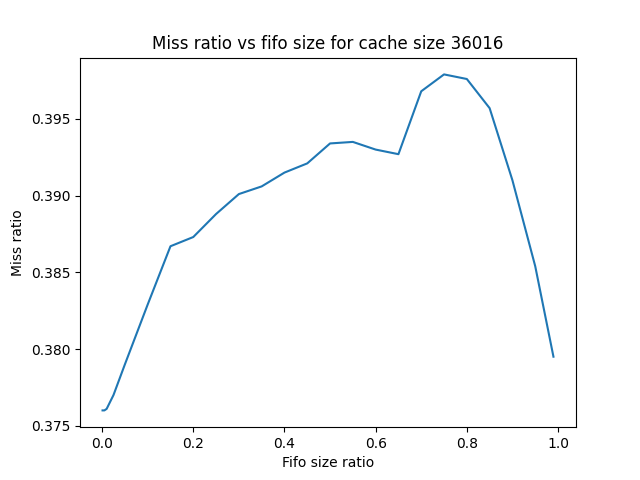 Miss ratio vs fifo size for cache size 36016
Miss ratio
0.395
0.390
0.385
0.380
0.375
0.0 0.2 0.4 0.6 0.8 1.0
Fifo size ratio